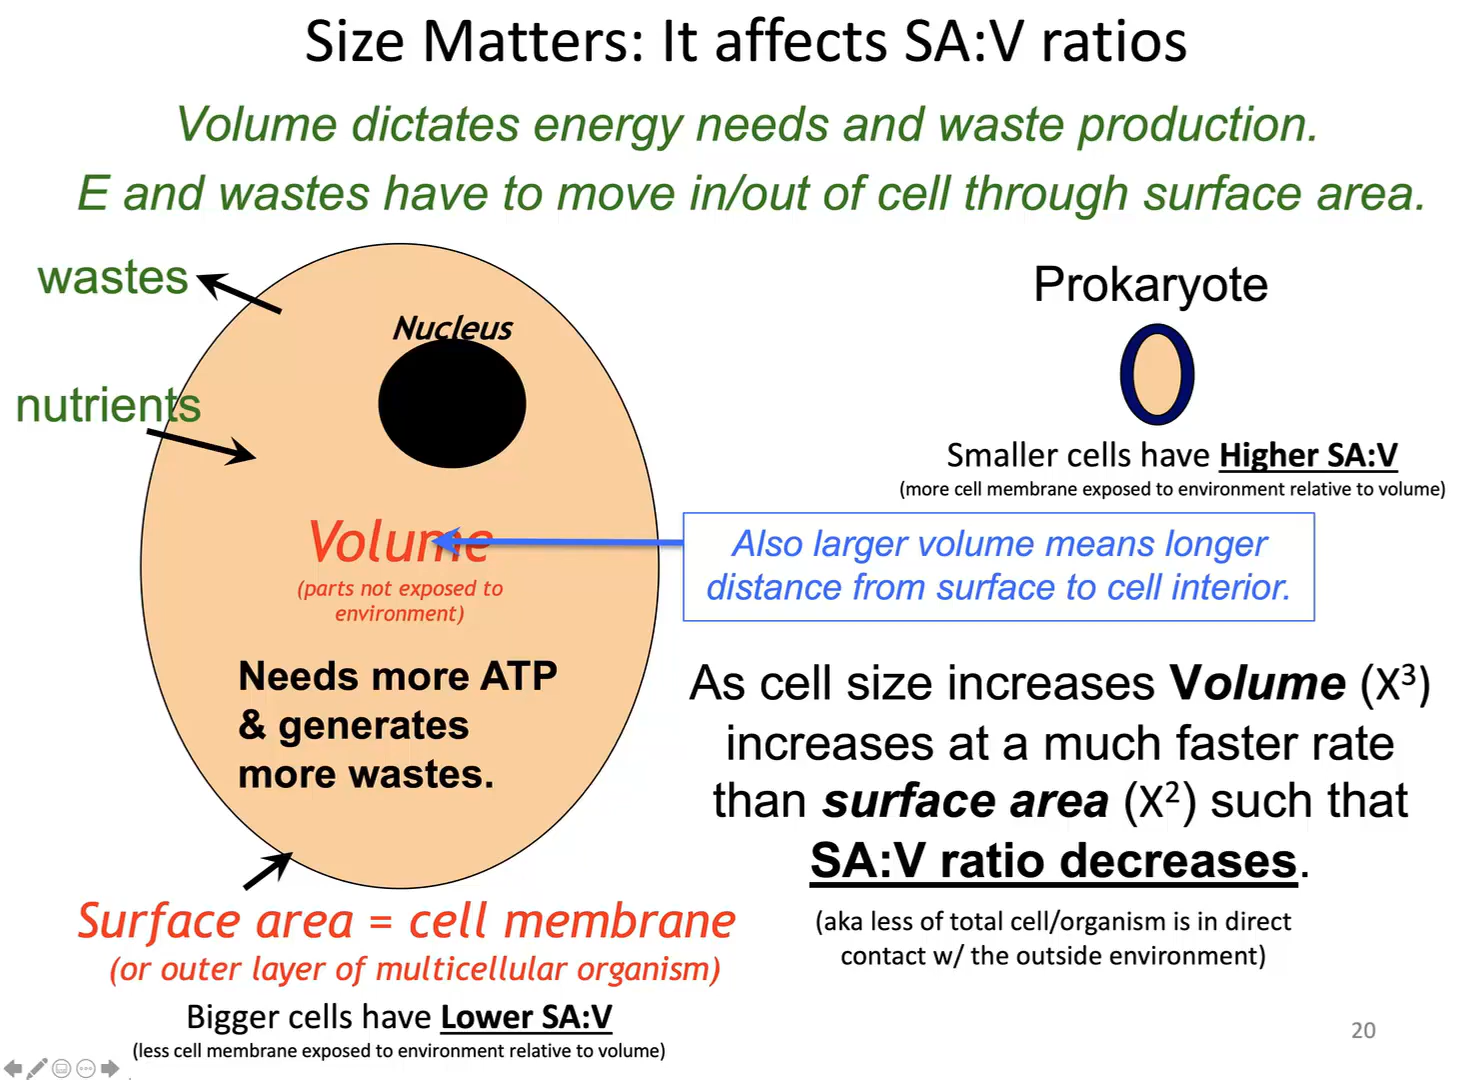 Size Matters: It affects SA:V ratios
Volume dictates energy needs and waste production.
E and wastes have to move in/out of cell through surface area.
wastes
nutrients
Nucleus
Volume
(parts not exposed to
environment)
Needs more ATP
& generates
more wastes.
Surface area = cell membrane
(or outer layer of multicellular organism)
Bigger cells have Lower SA:V
(less cell membrane exposed to environment relative to volume)
Prokaryote
Smaller cells have Higher SA:V
(more cell membrane exposed to environment relative to volume)
Also larger volume means longer
distance from surface to cell interior.
As cell size increases Volume (X³)
increases at a much faster rate
than surface area (X²) such that
SA:V ratio decreases.
(aka less of total cell/organism is in direct
contact w/ the outside environment)
20